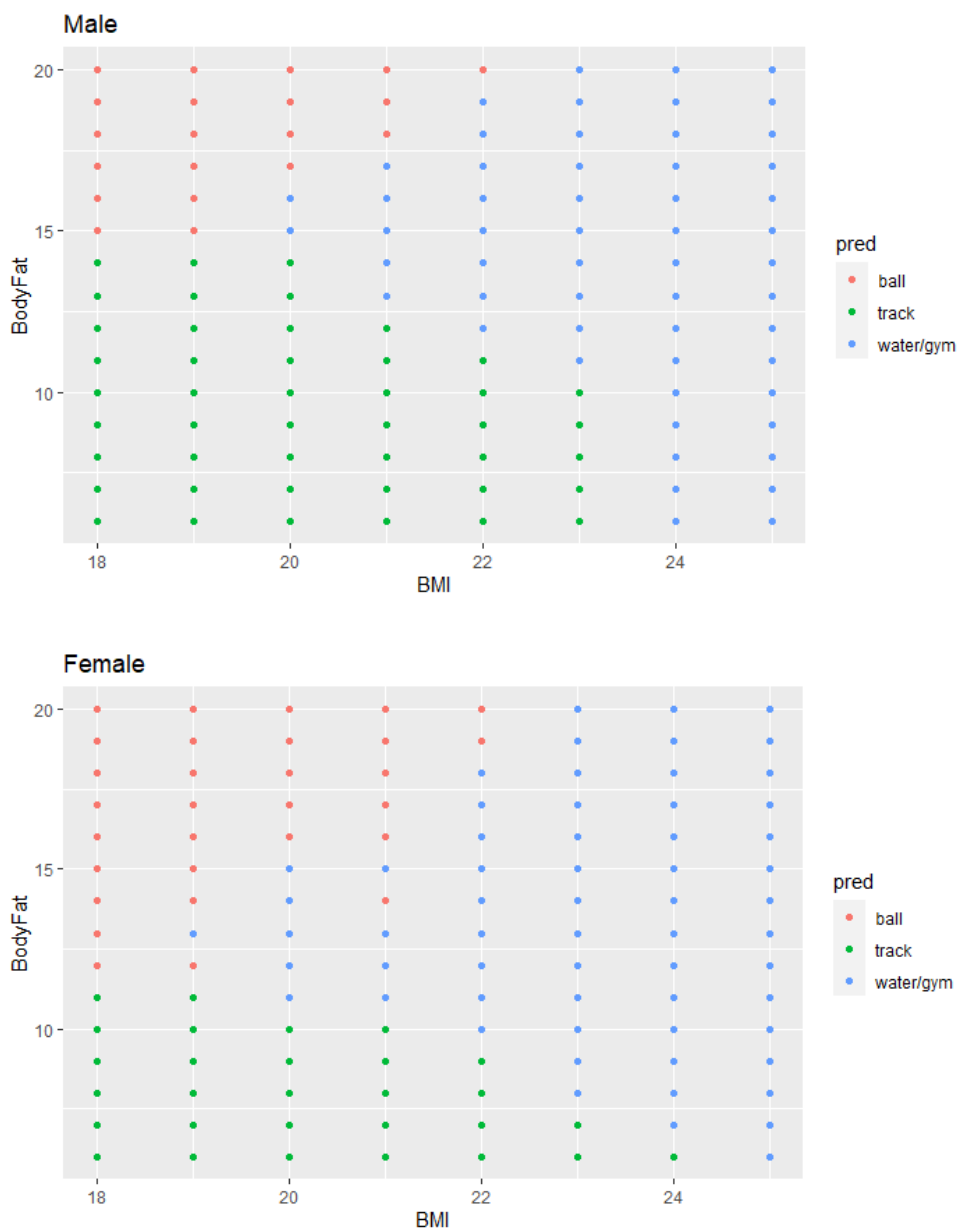 Male
20
15
10
BodyFat
18 20 22 24
BMI
pred
ball
track
water/gym
Female
20
15
10
BodyFat
18 20 22 24
BMI
pred
ball
track
water/gym